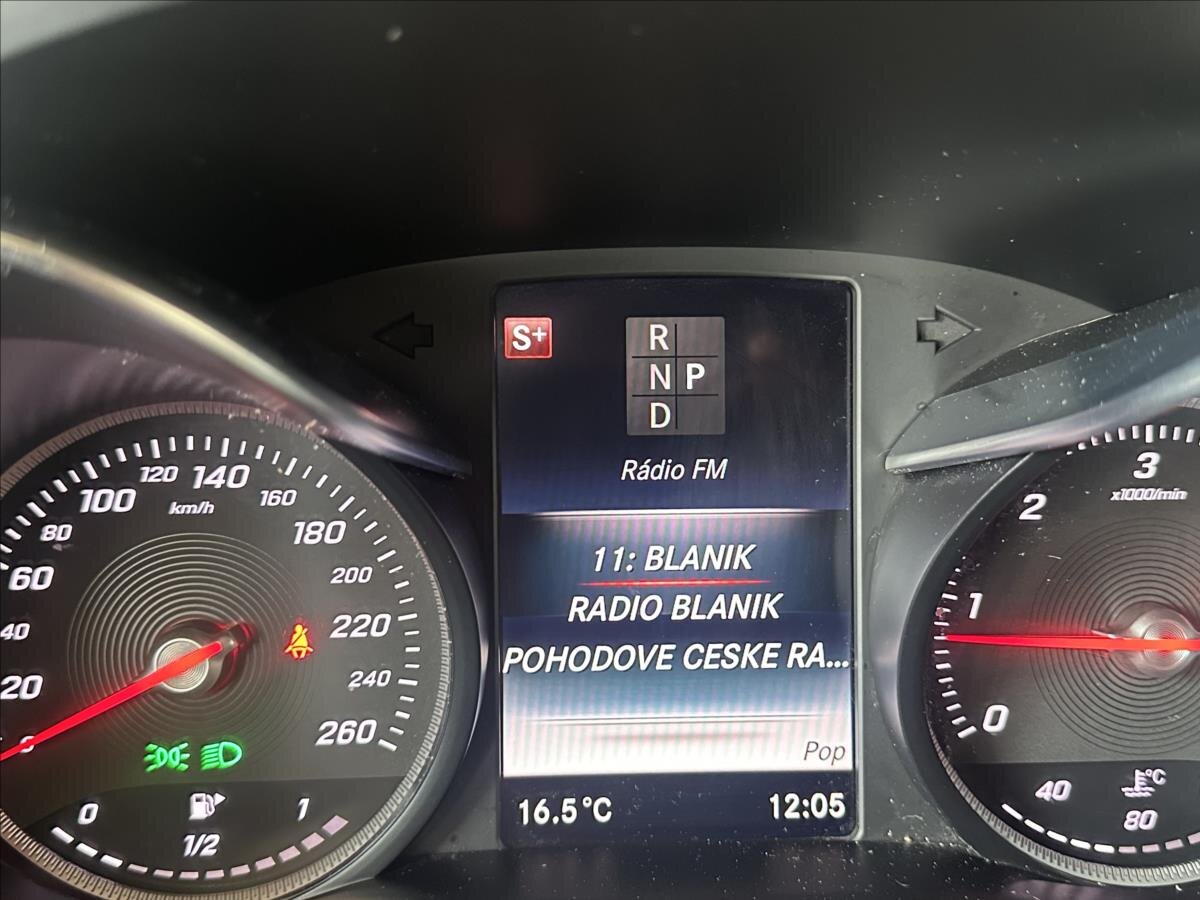 S+
R
N P
D
Rádio FM
11: BLANIK
RADIO BLANIK
POHODOVE CESKE RA...
Pop
16.5°C 12:05
0
20
40
60
80
100
120
140
160
180
200
220
240
260
km/h
0 1/2 1
0
1
2
3
x1000/min
40
80
°C